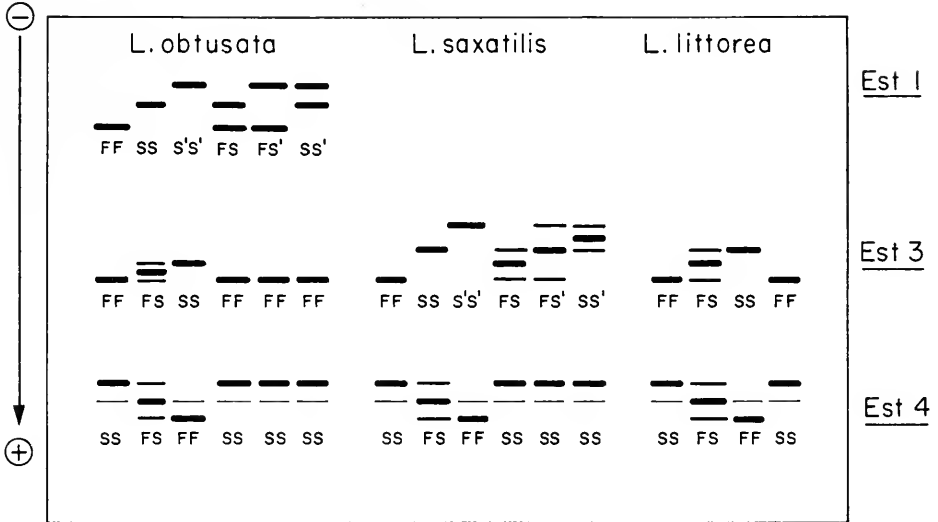 −
L. obtusata L. saxatilis L. littorea
Est 1
FF SS S'S' FS FS' SS'
Est 3
FF FS SS FF FF FF FF SS S'S' FS FS' SS' FF FS SS FF
Est 4
SS FS FF SS SS SS SS FS FF SS SS SS SS FS FF SS
+